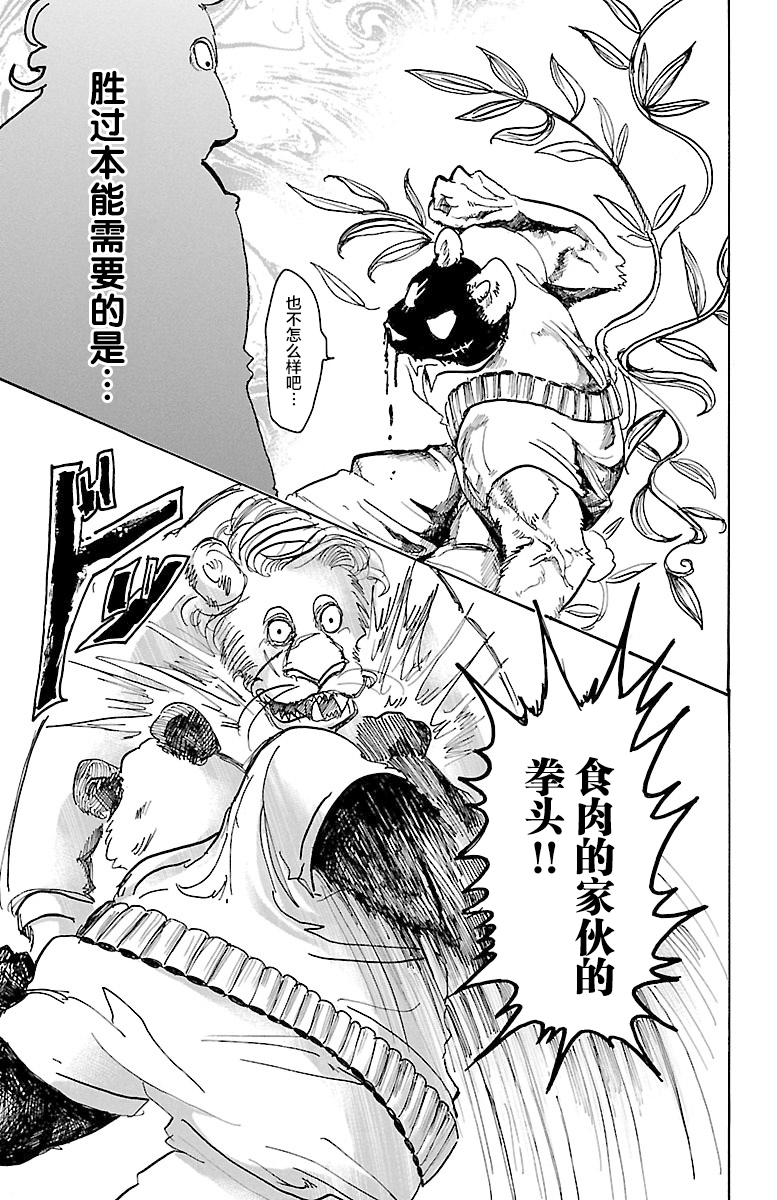 也不怎么样吧…
胜过本能需要的是…
食肉的家伙的
拳头!!
ドドッ